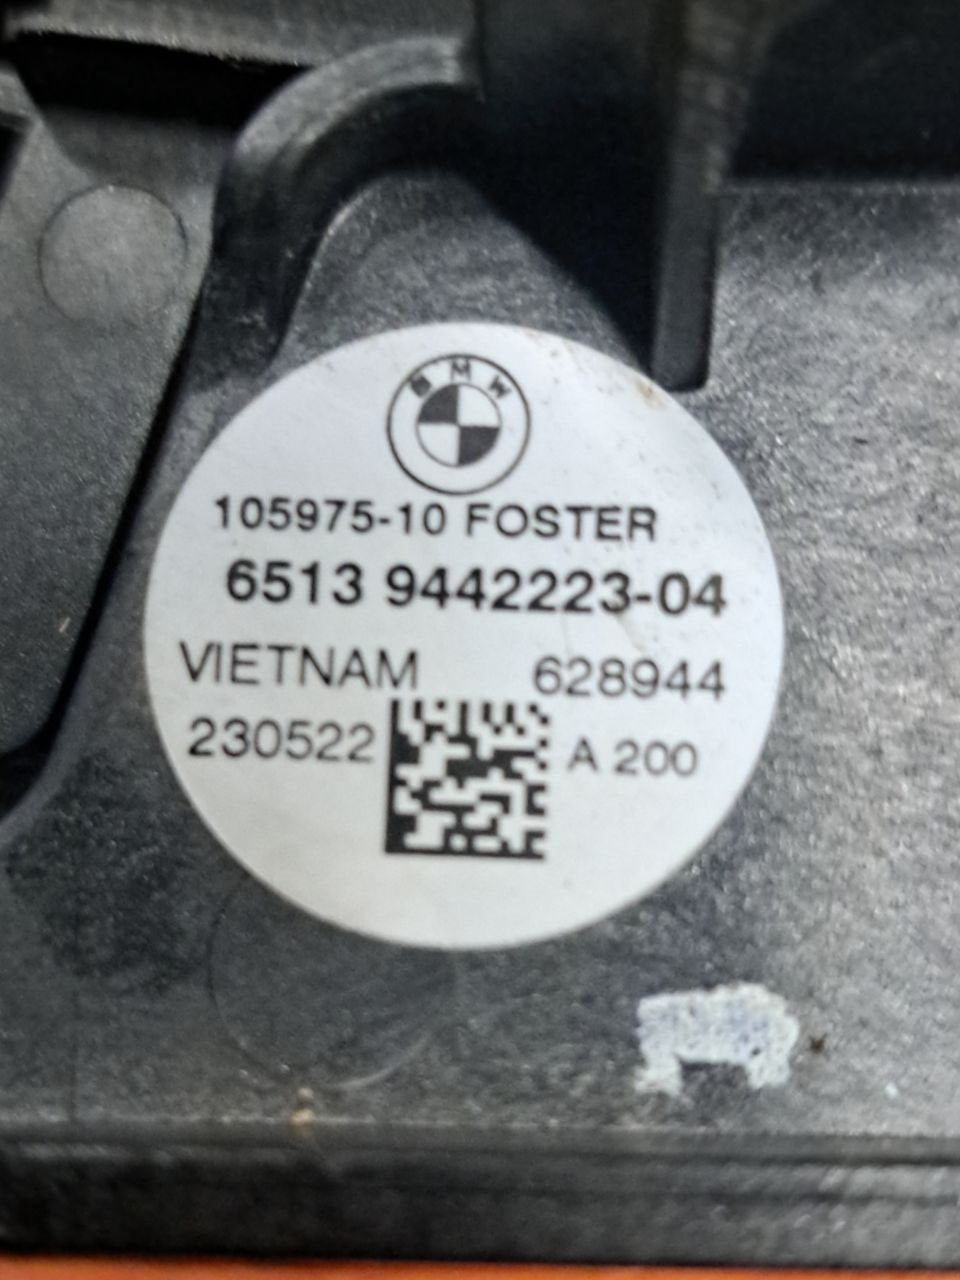 BMW
105975-10 FOSTER
6513 9442223-04
VIETNAM 628944
230522 A 200